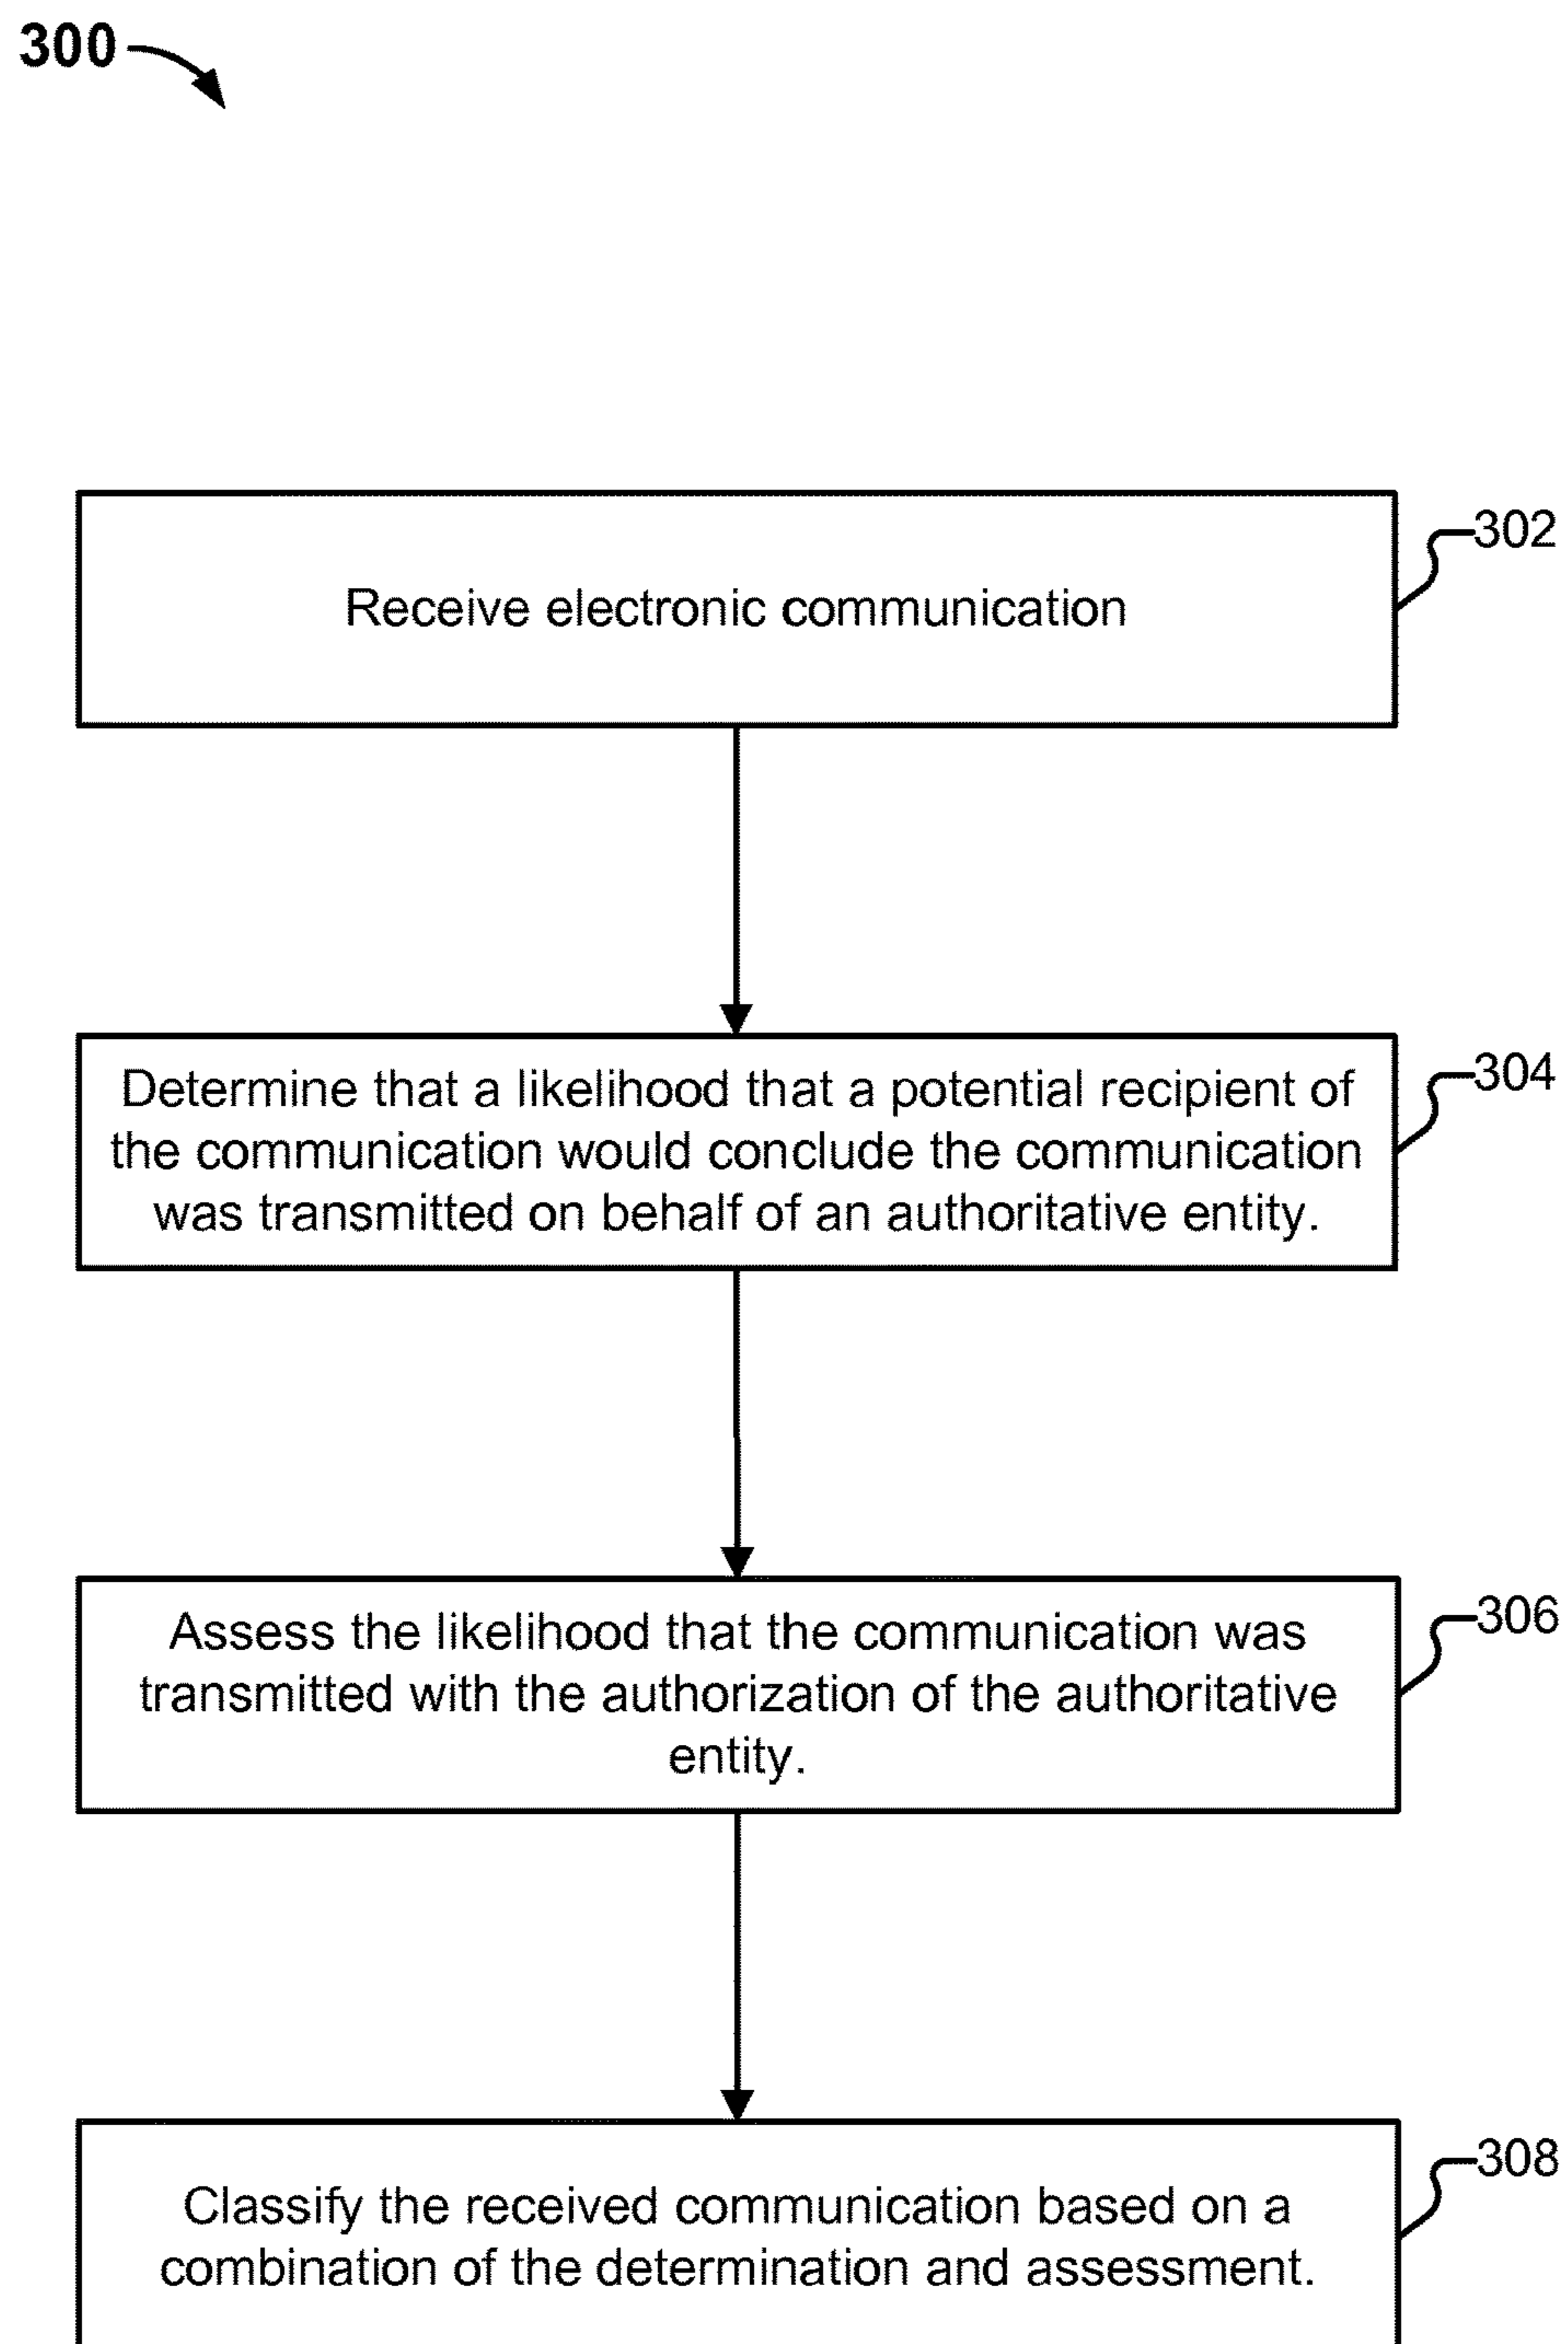 300
Receive electronic communication
302
Determine that a likelihood that a potential recipient of
the communication would conclude the communication
was transmitted on behalf of an authoritative entity.
304
Assess the likelihood that the communication was
transmitted with the authorization of the authoritative
entity.
306
Classify the received communication based on a
combination of the determination and assessment.
308